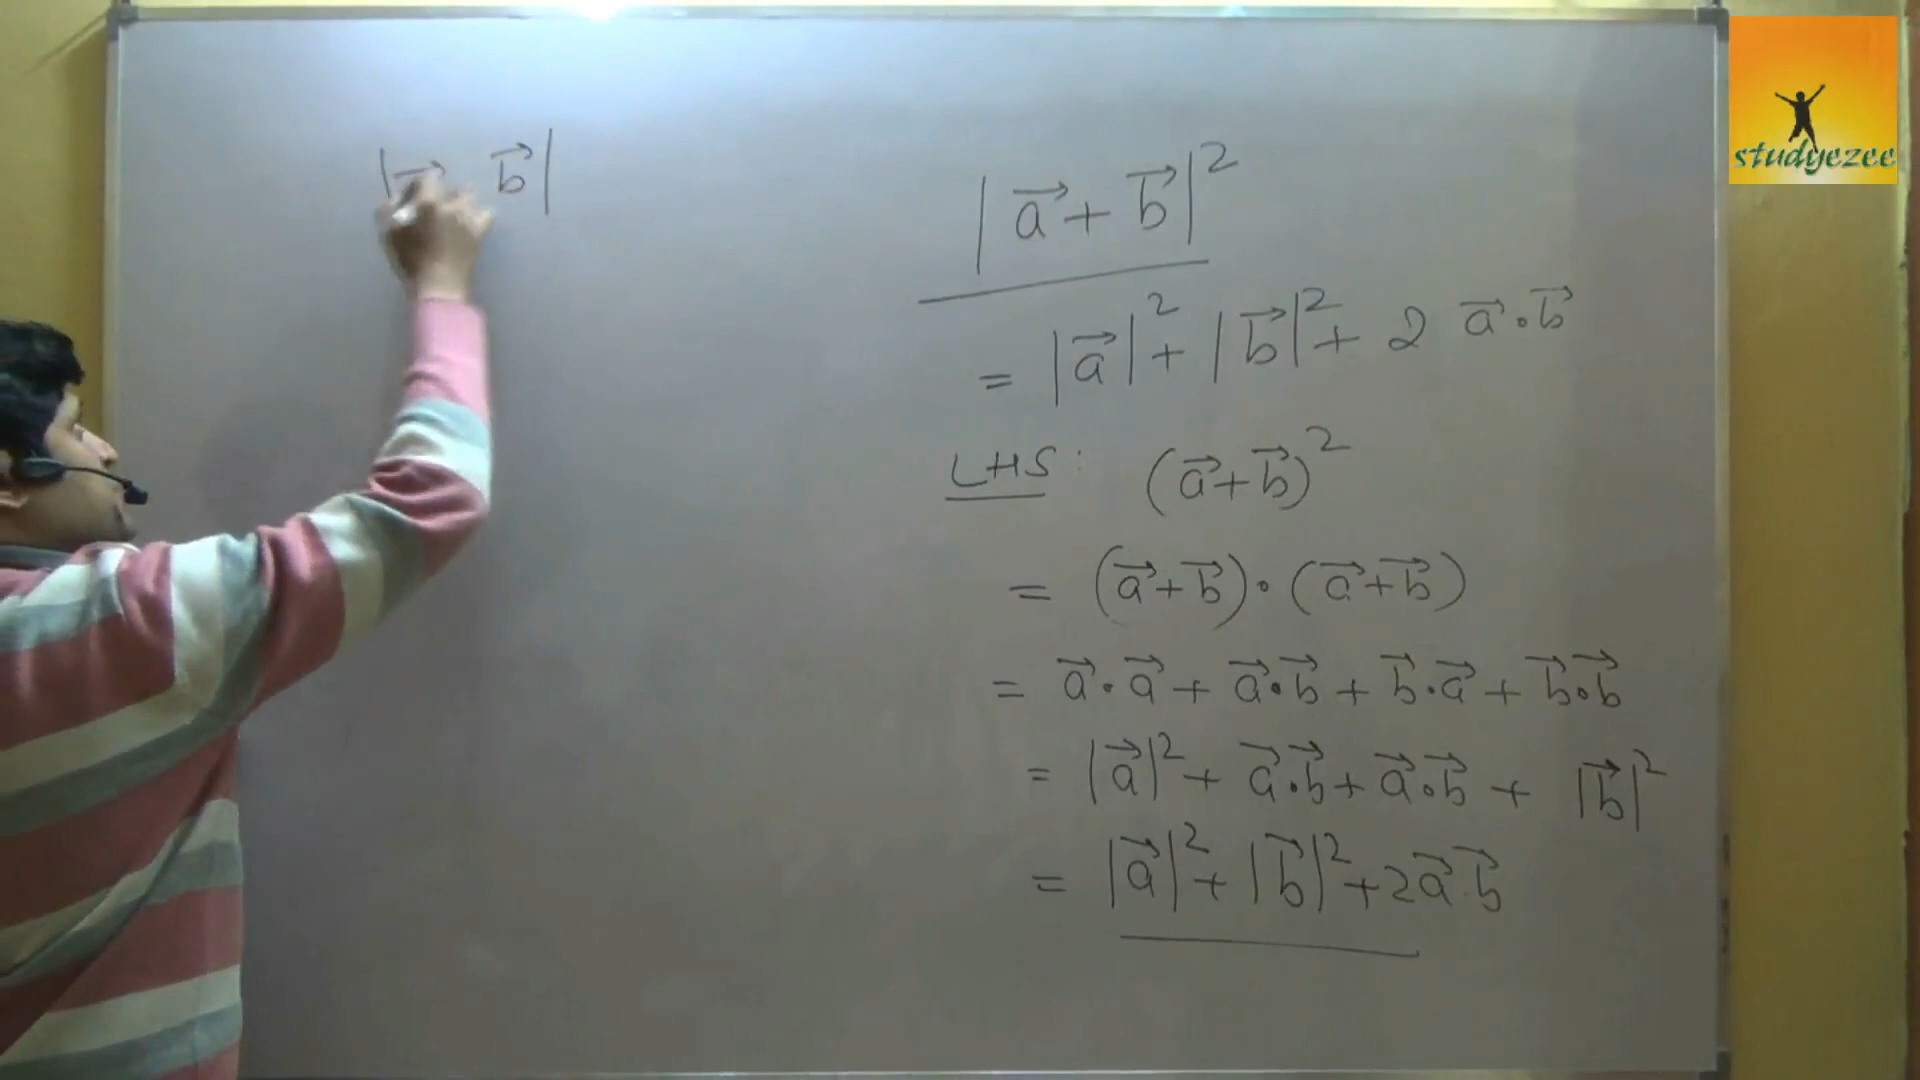 |→ b⃗|
|a⃗ + b⃗|²
= |a⃗|² + |b⃗|² + 2 a⃗·b⃗
LHS: (a⃗+b⃗)²
= (a⃗+b⃗)·(a⃗+b⃗)
= a⃗·a⃗ + a⃗·b⃗ + b⃗·a⃗ + b⃗·b⃗
= |a⃗|² + a⃗·b⃗ + a⃗·b⃗ + |b⃗|²
= |a⃗|² + |b⃗|² + 2a⃗·b⃗
studyezee